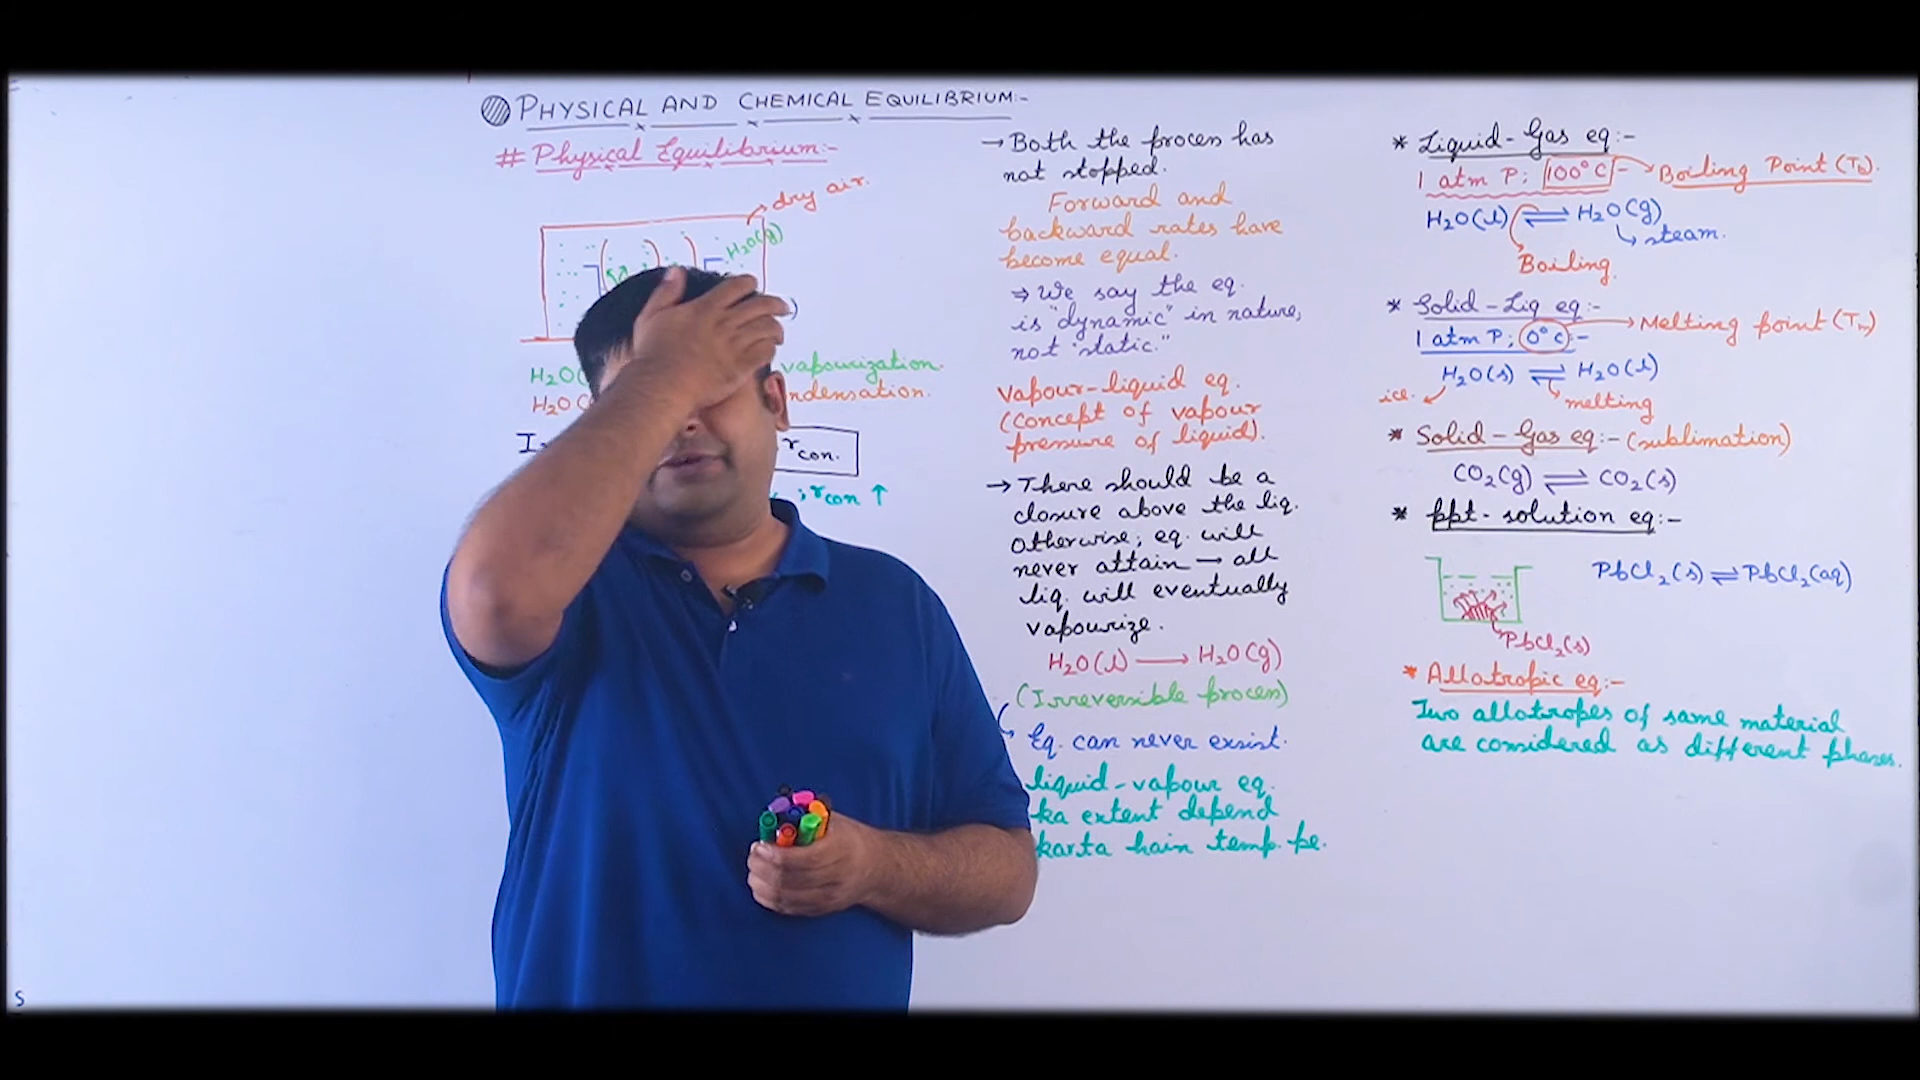 PHYSICAL AND CHEMICAL EQUILIBRIUM:-
# Physical Equilibrium:-
dry air.
H₂O(g)
H₂O(
vapourization.
H₂O(
ndensation.
rcon.
; rcon ↑
→ Both the process has
not stopped.
Forward and
backward rates have
become equal.
⇒ We say the eq.
is "dynamic" in nature,
not "static."
Vapour-liquid eq.
(concept of vapour
pressure of liquid).
→ There should be a
closure above the liq.
otherwise; eq. will
never attain — all
liq. will eventually
vapourize.
H₂O(l) ⟶ H₂O(g)
(Irreversible process)
Eq. can never exsist.
liquid-vapour eq.
ka extent depend
karta hain temp. pe.
* Liquid-Gas eq:-
1 atm P; 100°C :- → Boiling Point (Tb).
H₂O(l) ⇌ H₂O(g)
↳ steam.
Boiling.
* Solid-Liq eq:-
1 atm P; 0°C :- → Melting point (Tm)
H₂O(s) ⇌ H₂O(l)
ice.
melting
* Solid-Gas eq:- (sublimation)
CO₂(g) ⇌ CO₂(s)
* ppt-solution eq:-
PbCl₂(s) ⇌ PbCl₂(aq)
PbCl₂(s)
* Allotropic eq:-
Two allotropes of same material
are considered as different phases.
S